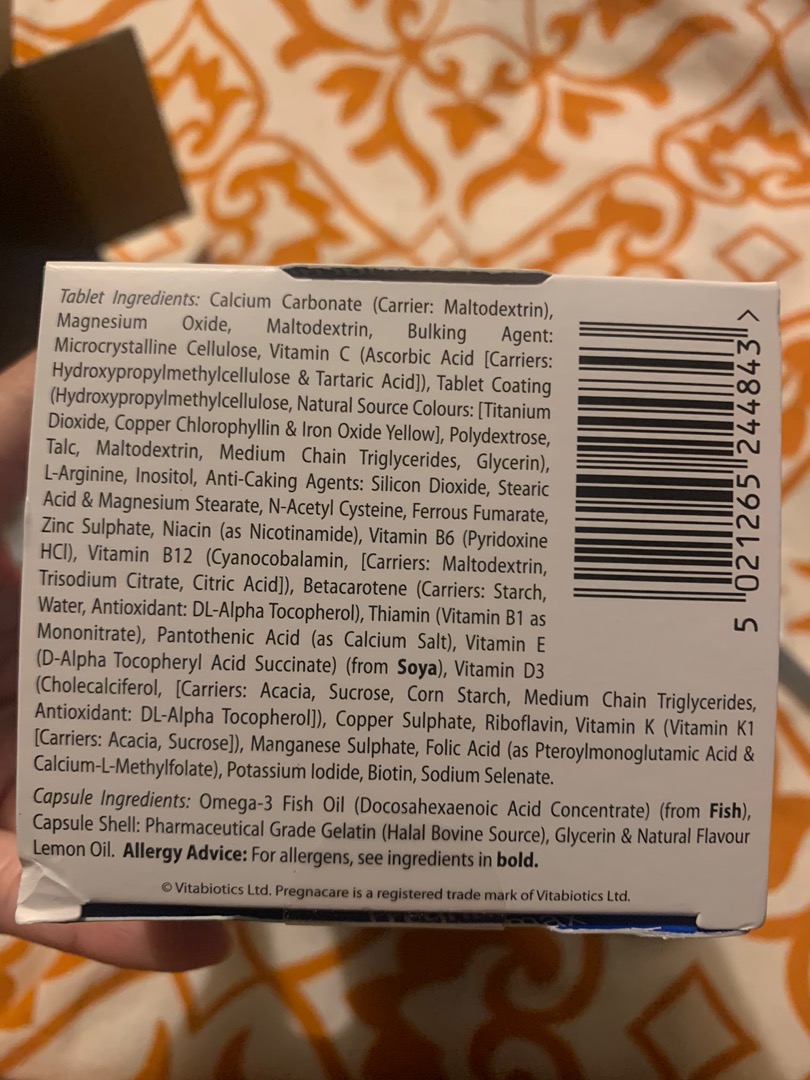 Tablet Ingredients: Calcium Carbonate (Carrier: Maltodextrin),
Magnesium Oxide, Maltodextrin, Bulking Agent:
Microcrystalline Cellulose, Vitamin C (Ascorbic Acid [Carriers:
Hydroxypropylmethylcellulose & Tartaric Acid]), Tablet Coating
(Hydroxypropylmethylcellulose, Natural Source Colours: [Titanium
Dioxide, Copper Chlorophyllin & Iron Oxide Yellow], Polydextrose,
Talc, Maltodextrin, Medium Chain Triglycerides, Glycerin),
L-Arginine, Inositol, Anti-Caking Agents: Silicon Dioxide, Stearic
Acid & Magnesium Stearate, N-Acetyl Cysteine, Ferrous Fumarate,
Zinc Sulphate, Niacin (as Nicotinamide), Vitamin B6 (Pyridoxine
HCl), Vitamin B12 (Cyanocobalamin, [Carriers: Maltodextrin,
Trisodium Citrate, Citric Acid]), Betacarotene (Carriers: Starch,
Water, Antioxidant: DL-Alpha Tocopherol), Thiamin (Vitamin B1 as
Mononitrate), Pantothenic Acid (as Calcium Salt), Vitamin E
(D-Alpha Tocopheryl Acid Succinate) (from Soya), Vitamin D3
(Cholecalciferol, [Carriers: Acacia, Sucrose, Corn Starch, Medium Chain Triglycerides,
Antioxidant: DL-Alpha Tocopherol]), Copper Sulphate, Riboflavin, Vitamin K (Vitamin K1
[Carriers: Acacia, Sucrose]), Manganese Sulphate, Folic Acid (as Pteroylmonoglutamic Acid &
Calcium-L-Methylfolate), Potassium Iodide, Biotin, Sodium Selenate.
Capsule Ingredients: Omega-3 Fish Oil (Docosahexaenoic Acid Concentrate) (from Fish),
Capsule Shell: Pharmaceutical Grade Gelatin (Halal Bovine Source), Glycerin & Natural Flavour
Lemon Oil. Allergy Advice: For allergens, see ingredients in bold.
© Vitabiotics Ltd. Pregnacare is a registered trade mark of Vitabiotics Ltd.
5 021265 244843 >